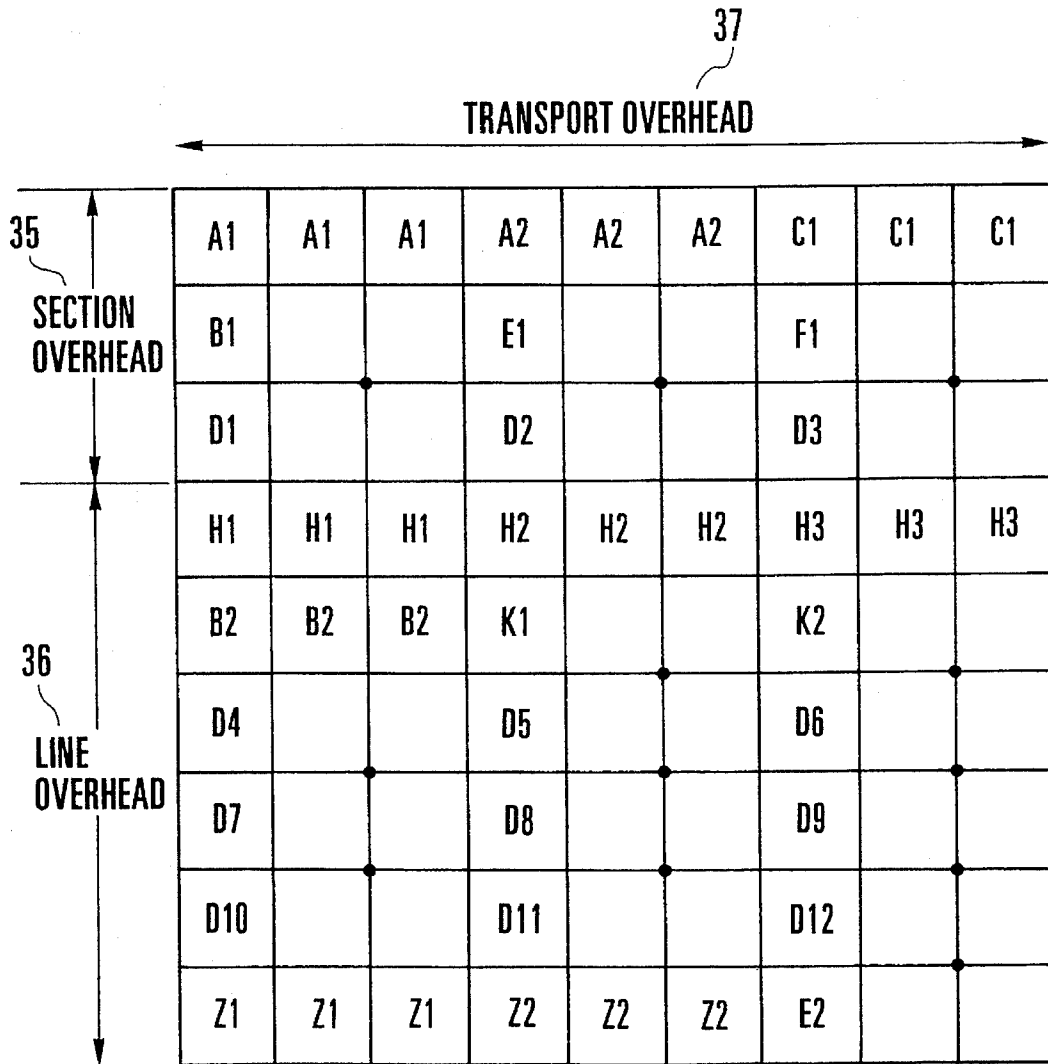 37
TRANSPORT OVERHEAD
A1 A1 A1 A2 A2 A2 C1 C1 C1
35
SECTION
OVERHEAD
B1 E1 F1
D1 D2 D3
H1 H1 H1 H2 H2 H2 H3 H3 H3
B2 B2 B2 K1 K2
36
LINE
OVERHEAD
D4 D5 D6
D7 D8 D9
D10 D11 D12
Z1 Z1 Z1 Z2 Z2 Z2 E2